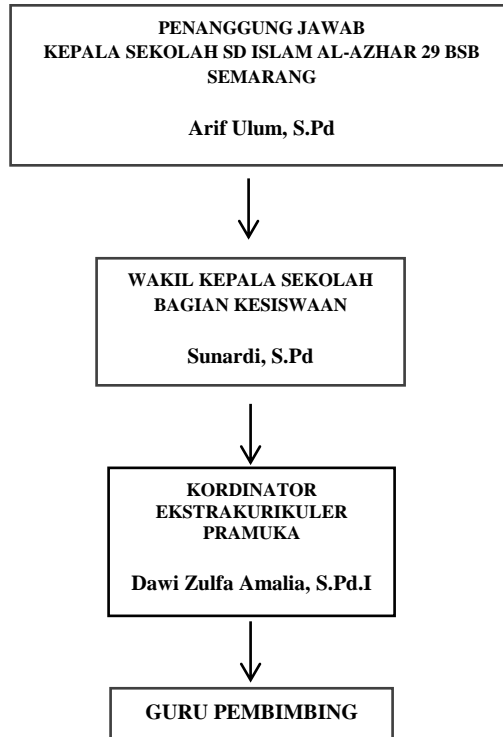 PENANGGUNG JAWAB
KEPALA SEKOLAH SD ISLAM AL-AZHAR 29 BSB
SEMARANG
Arif Ulum, S.Pd
WAKIL KEPALA SEKOLAH
BAGIAN KESISWAAN
Sunardi, S.Pd
KORDINATOR
EKSTRAKURIKULER
PRAMUKA
Dawi Zulfa Amalia, S.Pd.I
GURU PEMBIMBING